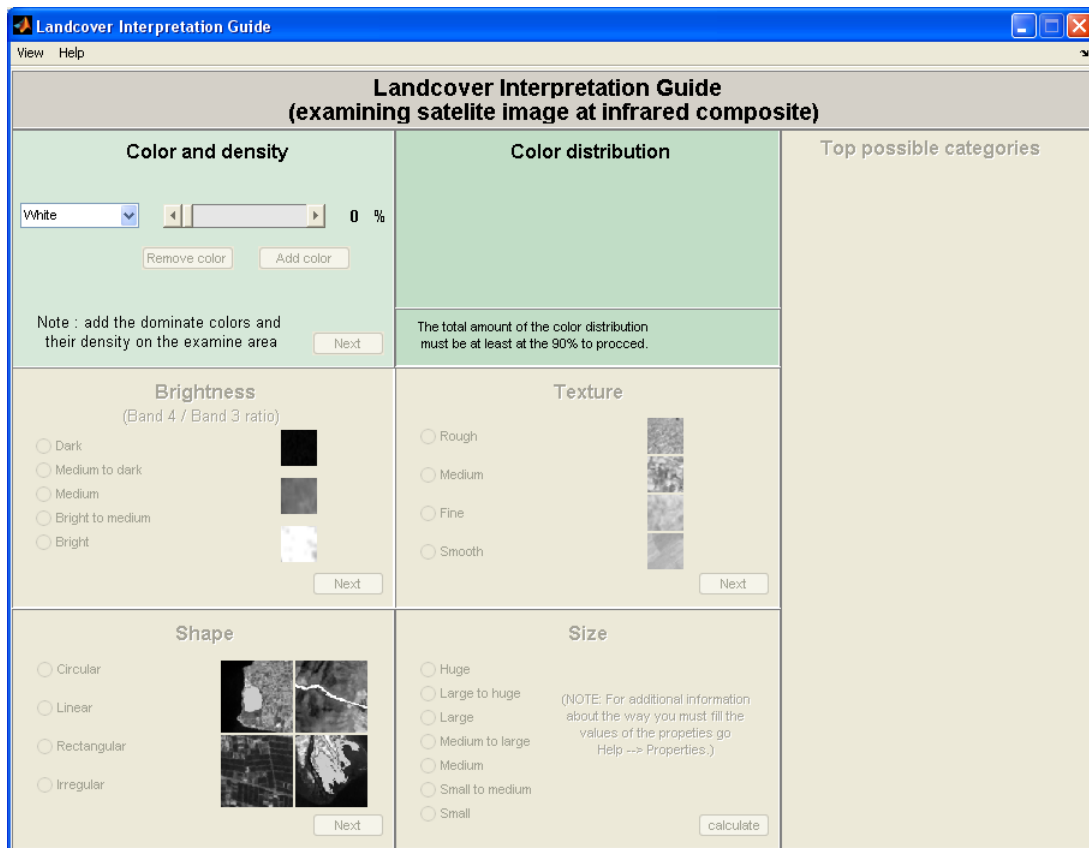 Landcover Interpretation Guide
View Help
Landcover Interpretation Guide
(examining satelite image at infrared composite)
Color and density
White
0 %
Remove color
Add color
Note : add the dominate colors and
their density on the examine area
Next
Color distribution
The total amount of the color distribution
must be at least at the 90% to procced.
Top possible categories
Brightness
(Band 4 / Band 3 ratio)
Dark
Medium to dark
Medium
Bright to medium
Bright
Next
Texture
Rough
Medium
Fine
Smooth
Next
Shape
Circular
Linear
Rectangular
Irregular
Next
Size
Huge
Large to huge
Large
Medium to large
Medium
Small to medium
Small
(NOTE: For additional information
about the way you must fill the
values of the propeties go
Help --> Properties.)
calculate